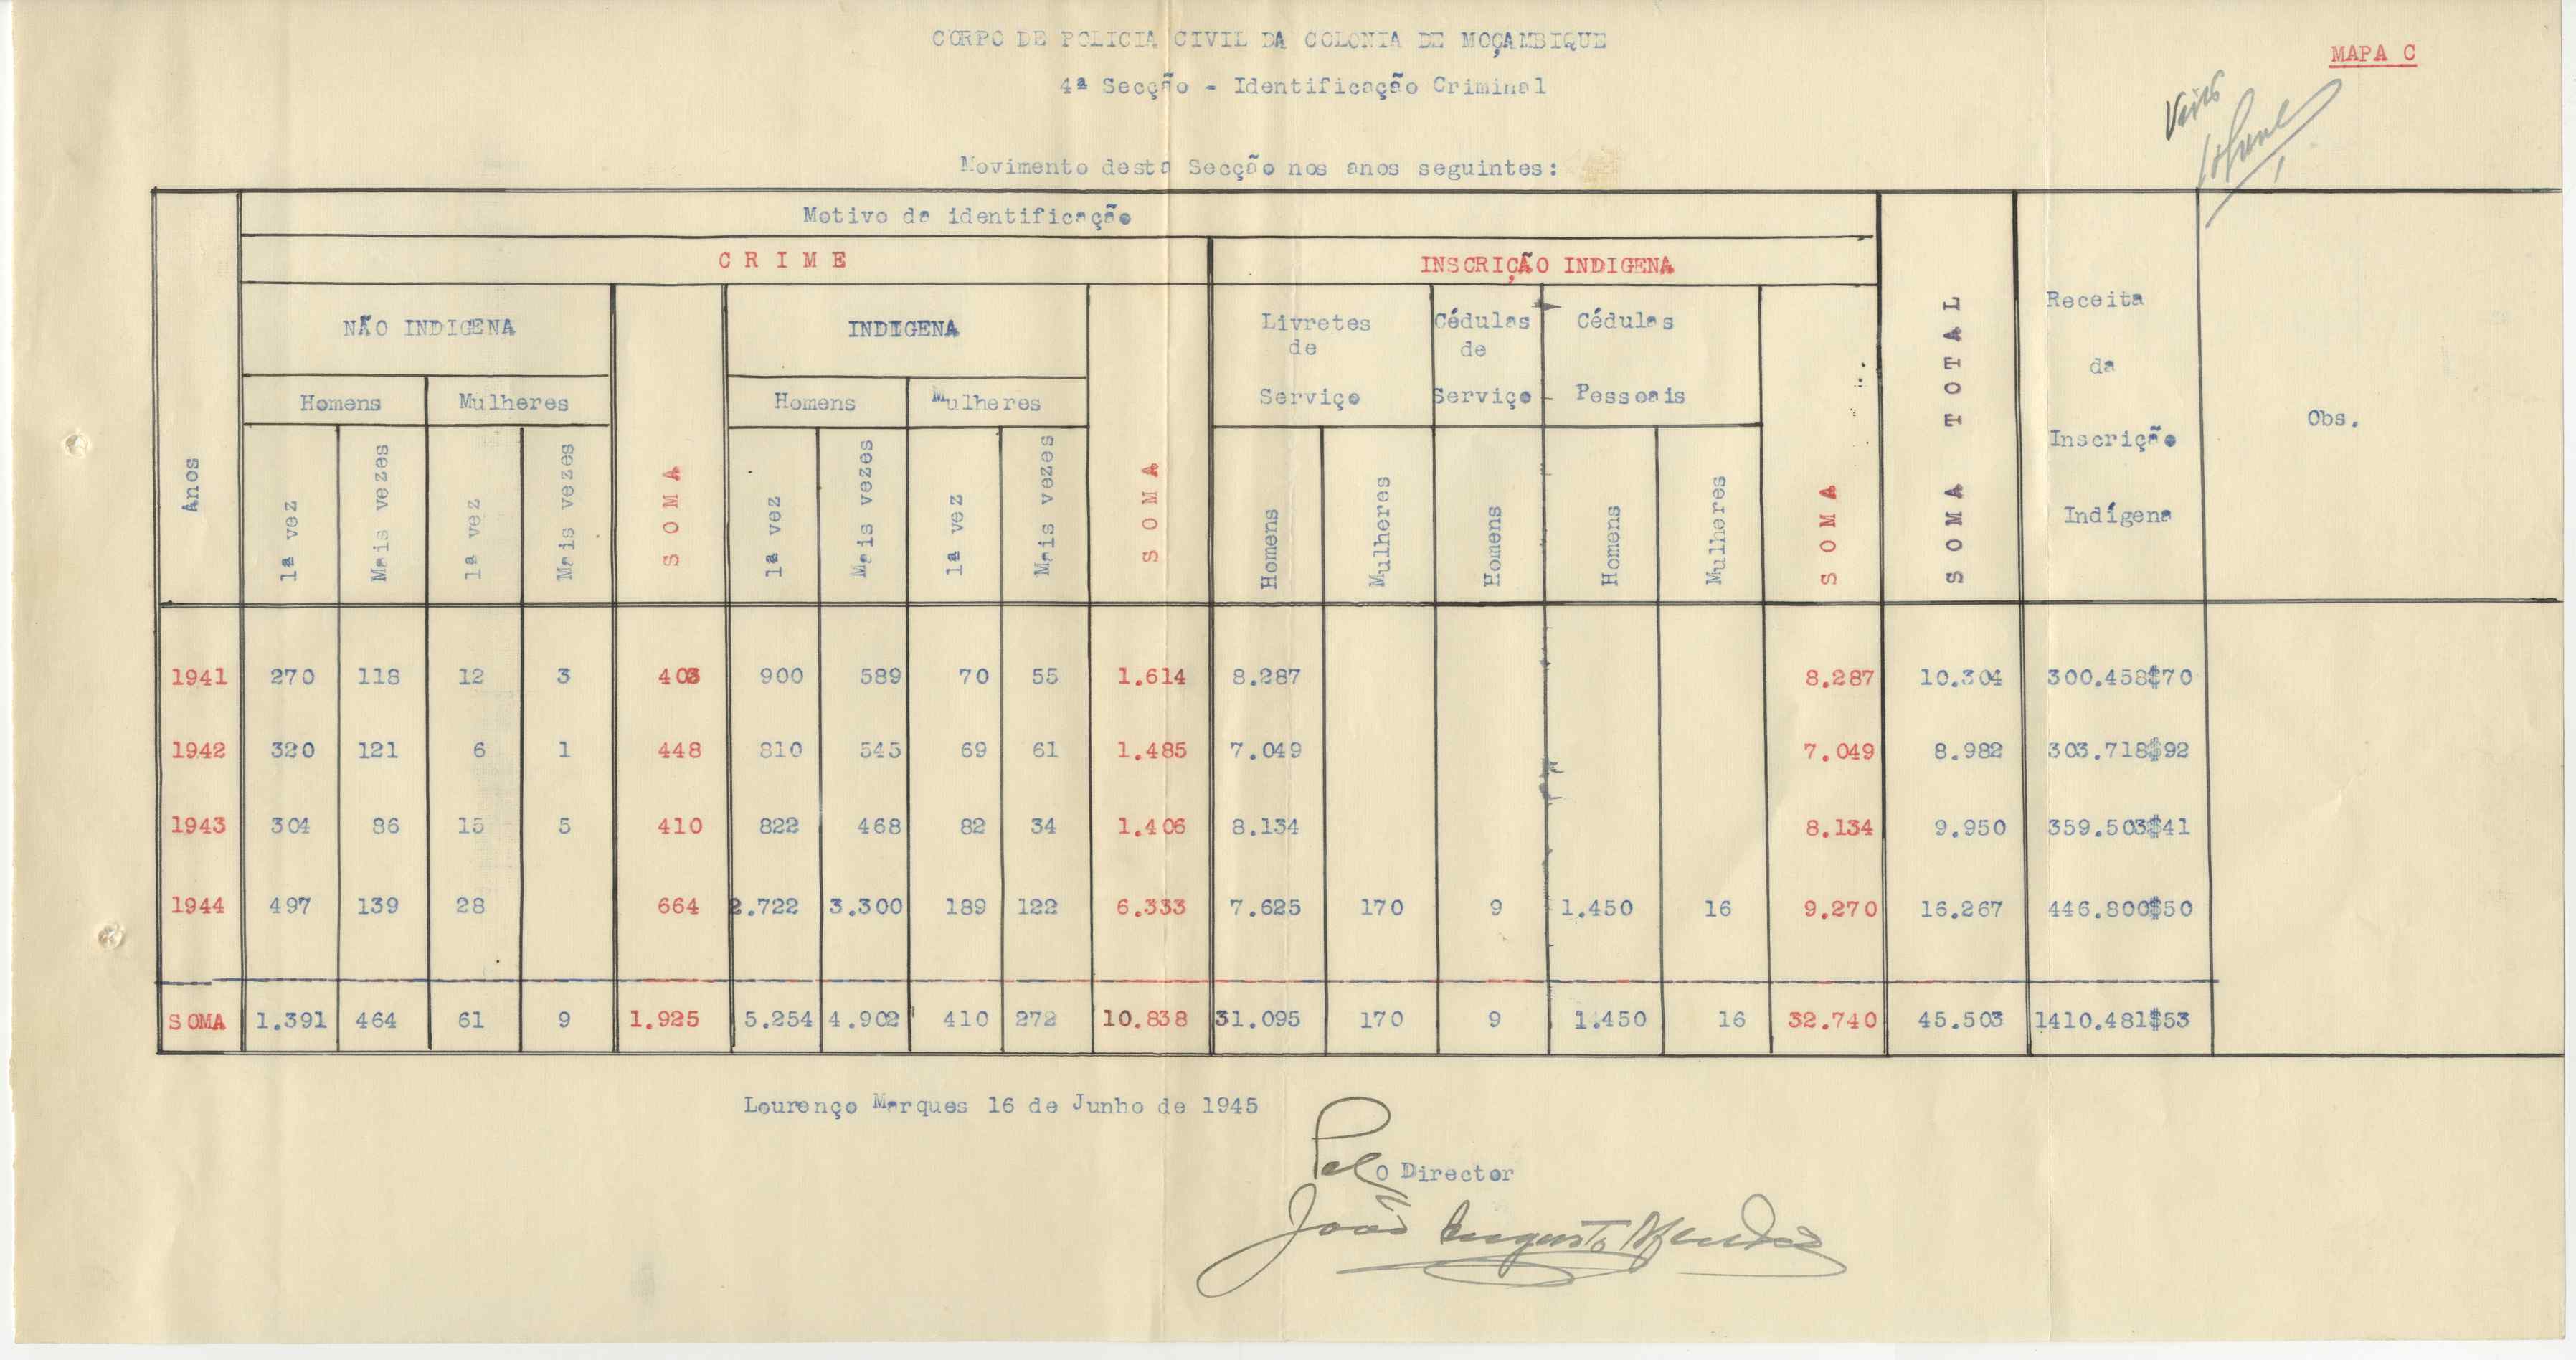 CORPO DE POLICIA CIVIL DA COLONIA DE MOÇAMBIQUE
MAPA C
4ª Secção - Identificação Criminal
Visto
Movimento desta Secção nos anos seguintes:
Motivo da identificação
CRIME
INSCRIÇÃO INDIGENA
Anos
NÃO INDIGENA
SOMA
INDIGENA
SOMA
Livretes de Serviço
Cédulas de Serviço
Cédulas Pessoais
SOMA
SOMA TOTAL
Receita da Inscrição Indígena
Obs.
Homens Mulheres Homens Mulheres
1ª vez Mais vezes 1ª vez Mais vezes 1ª vez Mais vezes 1ª vez Mais vezes Homens Mulheres Homens Homens Mulheres
1941 270 118 12 3 403 900 589 70 55 1.614 8.287 8.287 10.304 300.458$70
1942 320 121 6 1 448 810 545 69 61 1.485 7.049 7.049 8.982 303.718$92
1943 304 86 15 5 410 822 468 82 34 1.406 8.134 8.134 9.950 359.503$41
1944 497 139 28 664 2.722 3.300 189 122 6.333 7.625 170 9 1.450 16 9.270 16.267 446.800$50
SOMA 1.391 464 61 9 1.925 5.254 4.902 410 272 10.838 31.095 170 9 1.450 16 32.740 45.503 1410.481$53
Lourenço Marques 16 de Junho de 1945
Pelo Director
João Augusto Mendes